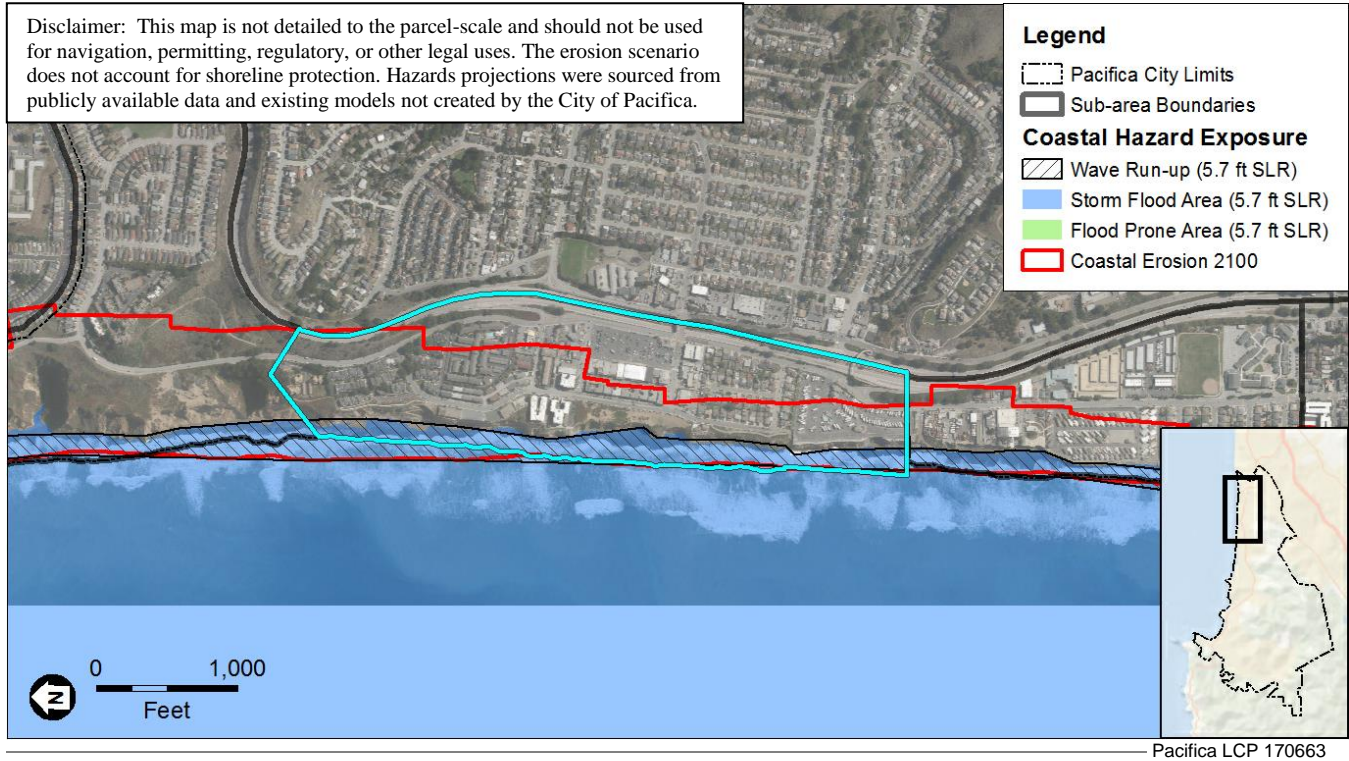 Disclaimer: This map is not detailed to the parcel-scale and should not be used
for navigation, permitting, regulatory, or other legal uses. The erosion scenario
does not account for shoreline protection. Hazards projections were sourced from
publicly available data and existing models not created by the City of Pacifica.
Legend
Pacifica City Limits
Sub-area Boundaries
Coastal Hazard Exposure
Wave Run-up (5.7 ft SLR)
Storm Flood Area (5.7 ft SLR)
Flood Prone Area (5.7 ft SLR)
Coastal Erosion 2100
N
0 1,000
Feet
Pacifica LCP 170663